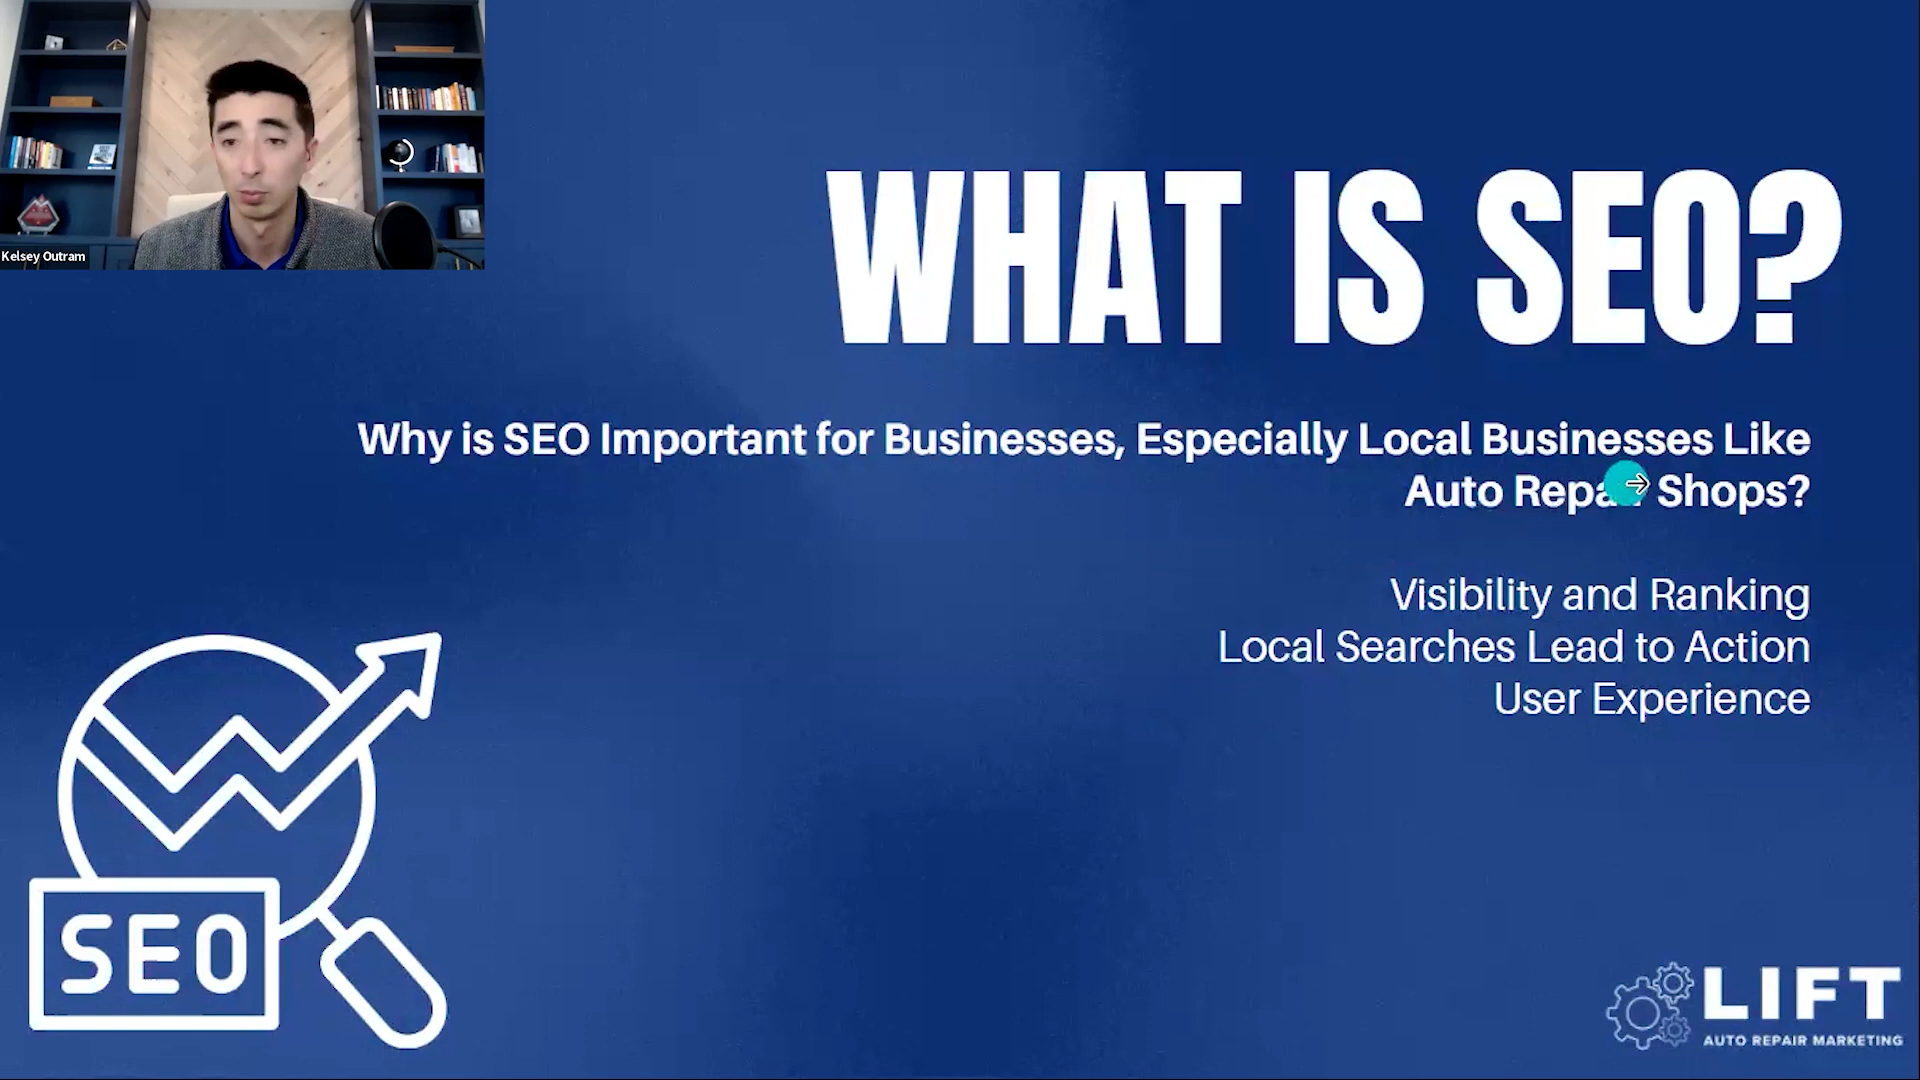 Kelsey Outram
WHAT IS SEO?
Why is SEO Important for Businesses, Especially Local Businesses Like
Auto Repair Shops?
Visibility and Ranking
Local Searches Lead to Action
User Experience
SEO
LIFT
AUTO REPAIR MARKETING